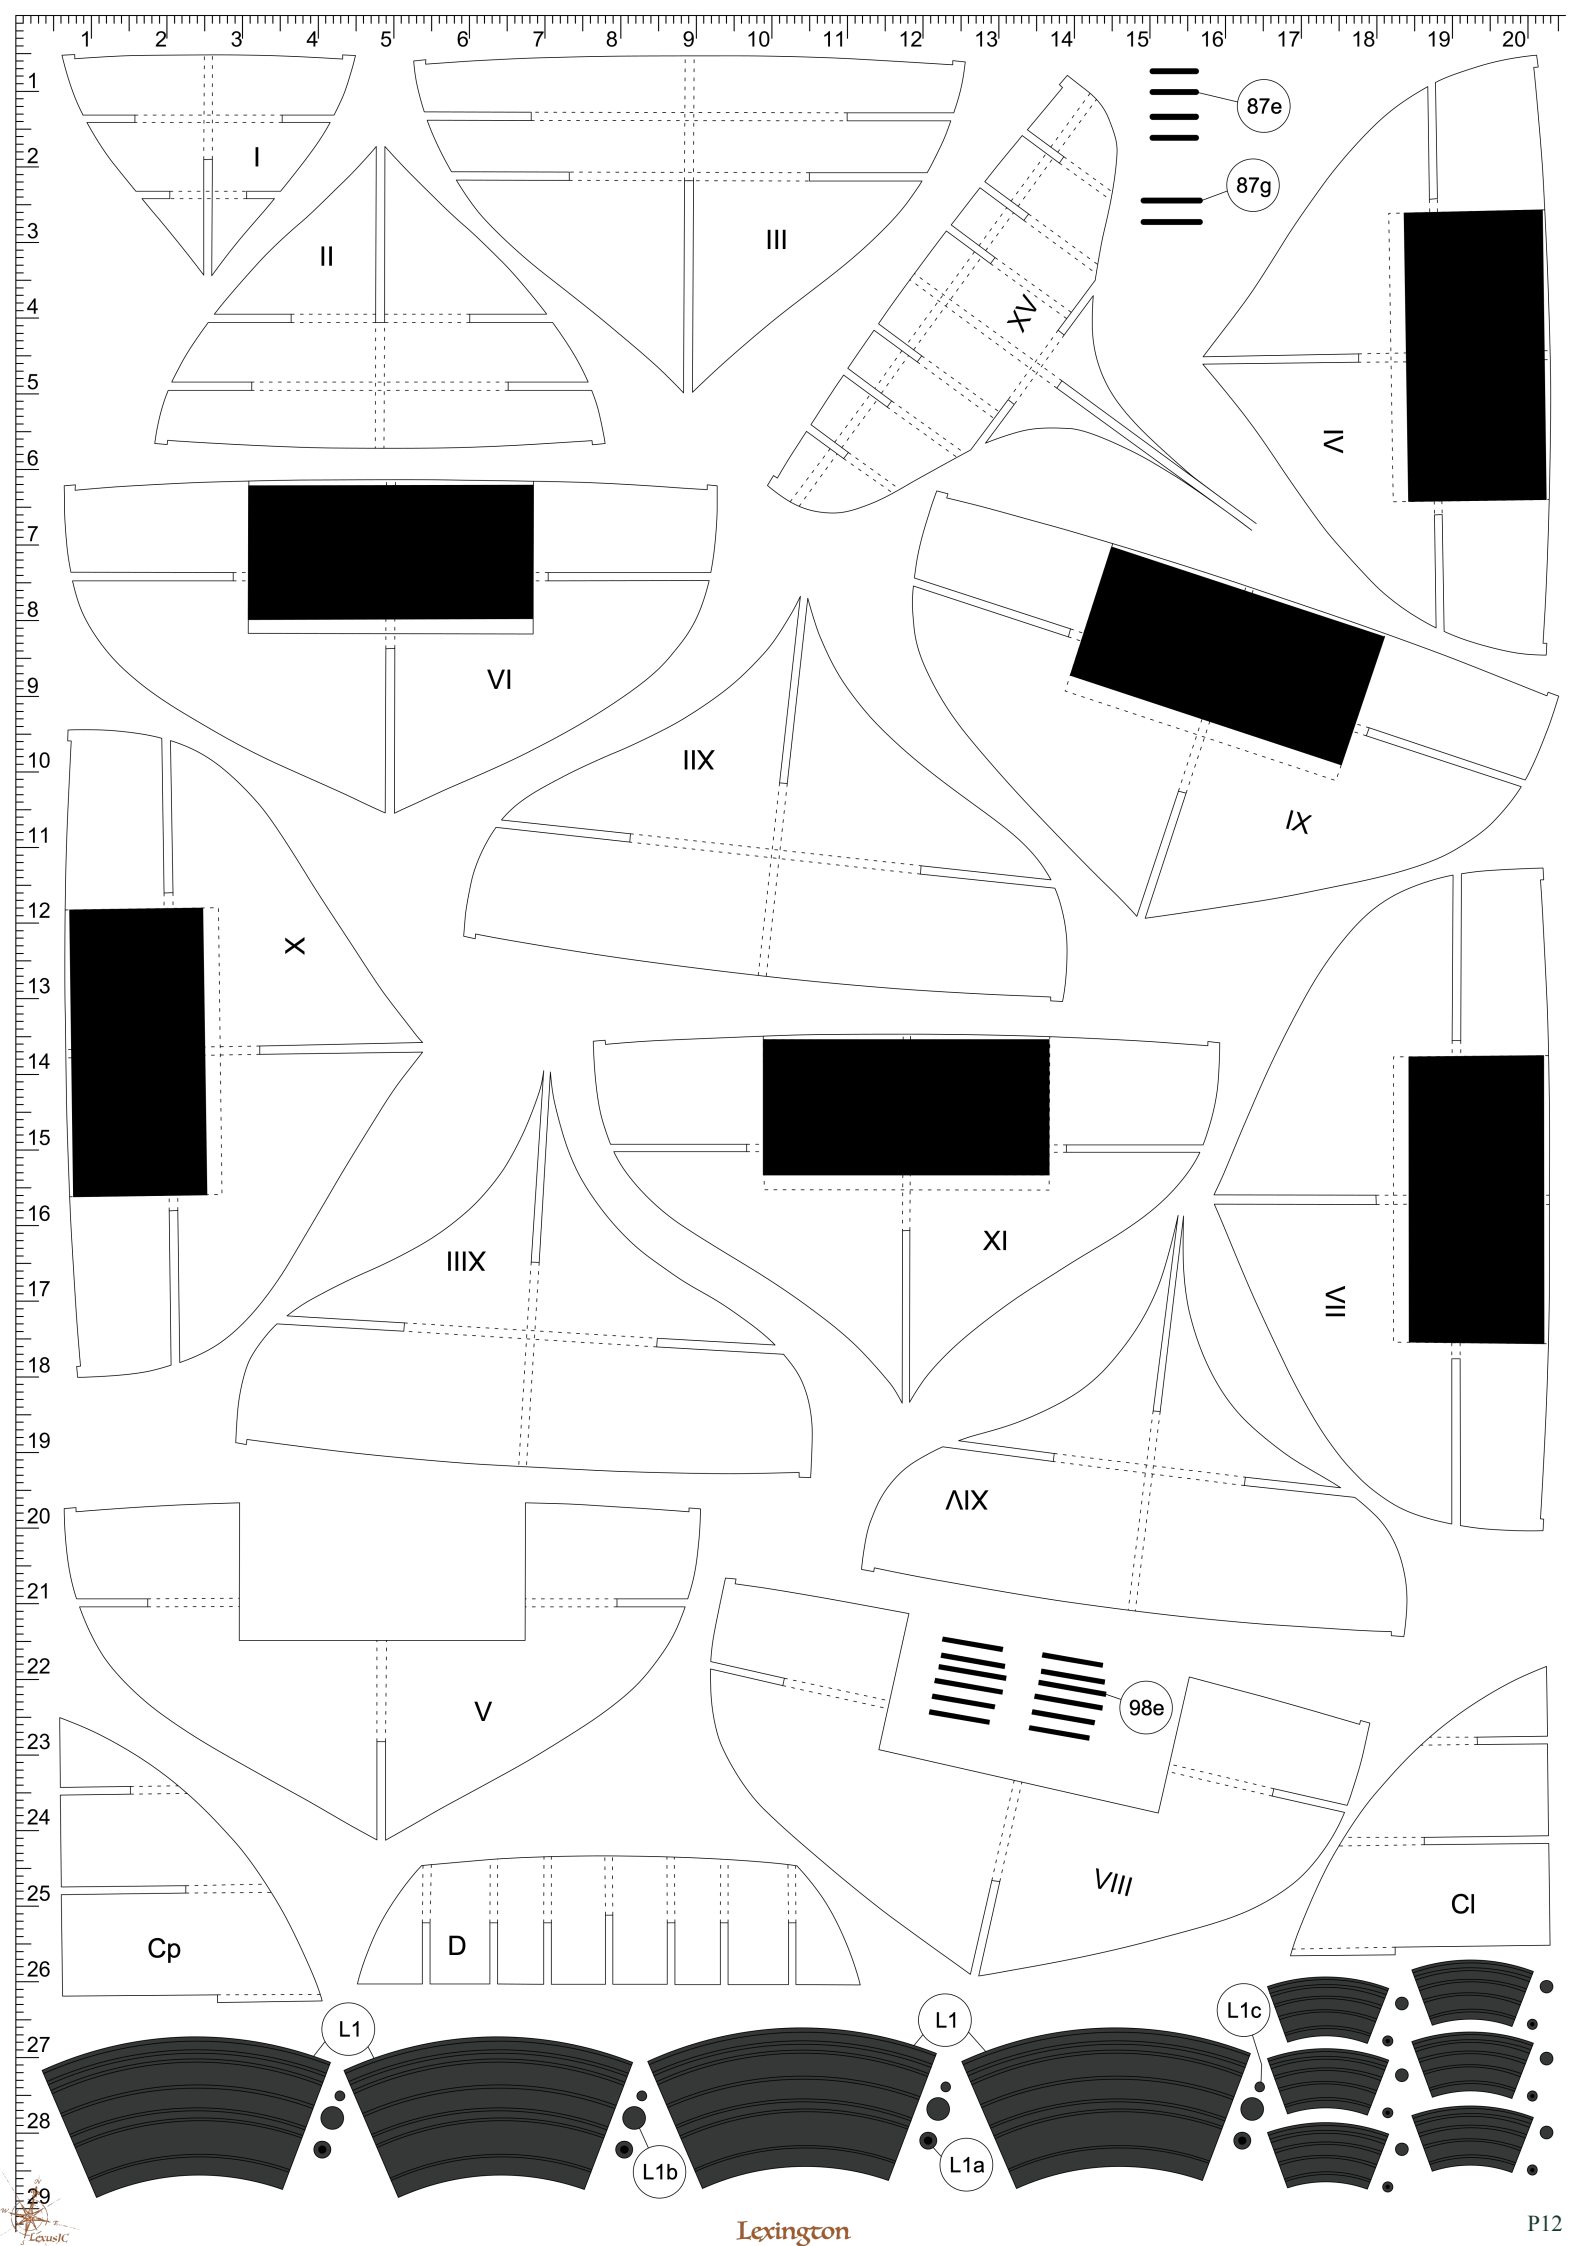 1 2 3 4 5 6 7 8 9 10 11 12 13 14 15 16 17 18 19 20
1
2
3
4
5
6
7
8
9
10
11
12
13
14
15
16
17
18
19
20
21
22
23
24
25
26
27
28
29
I
II
III
XV
87e
87g
IV
VI
IIX
IX
X
IIIX
XI
VII
ΛIX
V
98e
VIII
Cp
D
Cl
L1
L1
L1c
L1b
L1a
LexusJC
Lexington
P12